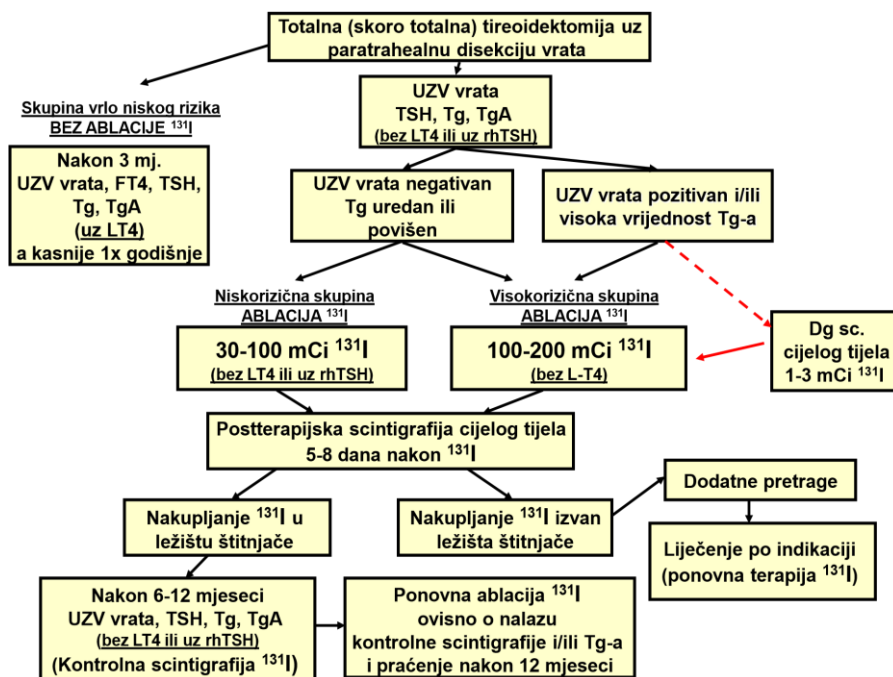 Totalna (skoro totalna) tireoidektomija uz
paratrahealnu disekciju vrata
Skupina vrlo niskog rizika
BEZ ABLACIJE ¹³¹I
Nakon 3 mj.
UZV vrata, FT4, TSH,
Tg, TgA
(uz LT4)
a kasnije 1x godišnje
UZV vrata
TSH, Tg, TgA
(bez LT4 ili uz rhTSH)
UZV vrata negativan
Tg uredan ili
povišen
UZV vrata pozitivan i/ili
visoka vrijednost Tg-a
Niskorizična skupina
ABLACIJA ¹³¹I
30-100 mCi ¹³¹I
(bez LT4 ili uz rhTSH)
Visokorizična skupina
ABLACIJA ¹³¹I
100-200 mCi ¹³¹I
(bez L-T4)
Dg sc.
cijelog tijela
1-3 mCi ¹³¹I
Postterapijska scintigrafija cijelog tijela
5-8 dana nakon ¹³¹I
Nakupljanje ¹³¹I u
ležištu štitnjače
Nakupljanje ¹³¹I izvan
ležišta štitnjače
Dodatne pretrage
Liječenje po indikaciji
(ponovna terapija ¹³¹I)
Nakon 6-12 mjeseci
UZV vrata, TSH, Tg, TgA
(bez LT4 ili uz rhTSH)
(Kontrolna scintigrafija ¹³¹I)
Ponovna ablacija ¹³¹I
ovisno o nalazu
kontrolne scintigrafije i/ili Tg-a
i praćenje nakon 12 mjeseci